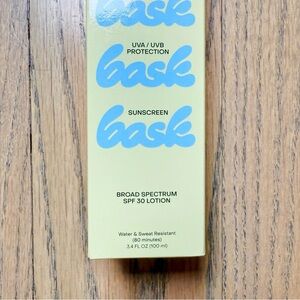 bask
UVA / UVB
PROTECTION
bask
SUNSCREEN
bask
BROAD SPECTRUM
SPF 30 LOTION
Water & Sweat Resistant
(80 minutes)
3.4 FL OZ (100 ml)